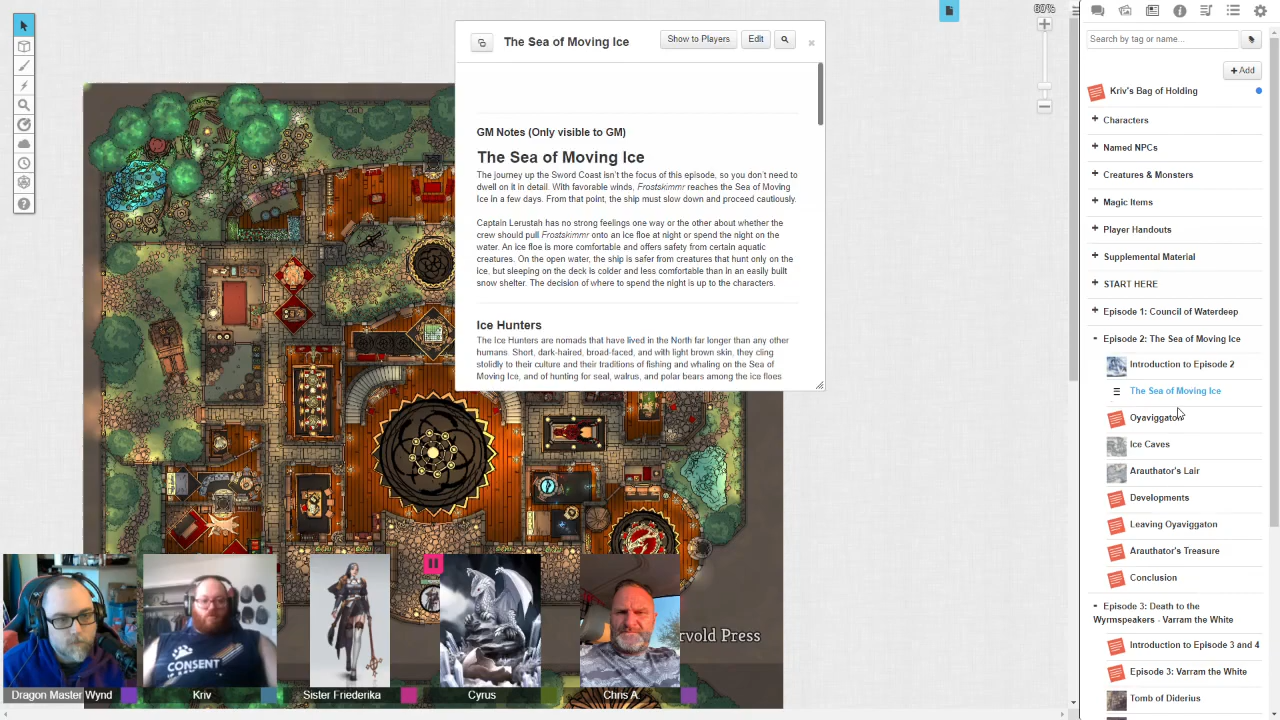 80%
The Sea of Moving Ice
Show to Players
Edit
GM Notes (Only visible to GM)
The Sea of Moving Ice
The journey up the Sword Coast isn't the focus of this episode, so you don't need to
dwell on it in detail. With favorable winds, Frostskimmr reaches the Sea of Moving
Ice in a few days. From that point, the ship must slow down and proceed cautiously.
Captain Lerustah has no strong feelings one way or the other about whether the
crew should pull Frostskimmr onto an ice floe at night or spend the night on the
water. An ice floe is more comfortable and offers safety from certain aquatic
creatures. On the open water, the ship is safer from creatures that hunt only on the
ice, but sleeping on the deck is colder and less comfortable than in an easily built
snow shelter. The decision of where to spend the night is up to the characters.
Ice Hunters
The Ice Hunters are nomads that have lived in the North far longer than any other
humans. Short, dark-haired, broad-faced, and with light brown skin, they cling
stolidly to their culture and their traditions of fishing and whaling on the Sea of
Moving Ice, and of hunting for seal, walrus, and polar bears among the ice floes
Search by tag or name...
+ Add
Kriv's Bag of Holding
+ Characters
+ Named NPCs
+ Creatures & Monsters
+ Magic Items
+ Player Handouts
+ Supplemental Material
+ START HERE
+ Episode 1: Council of Waterdeep
- Episode 2: The Sea of Moving Ice
Introduction to Episode 2
The Sea of Moving Ice
Oyaviggaton
Ice Caves
Arauthator's Lair
Developments
Leaving Oyaviggaton
Arauthator's Treasure
Conclusion
- Episode 3: Death to the
Wyrmspeakers - Varram the White
Introduction to Episode 3 and 4
Episode 3: Varram the White
Tomb of Diderius
rvold Press
CONSENT
Dragon Master Wynd
Kriv
Sister Friederika
Cyrus
Chris A.